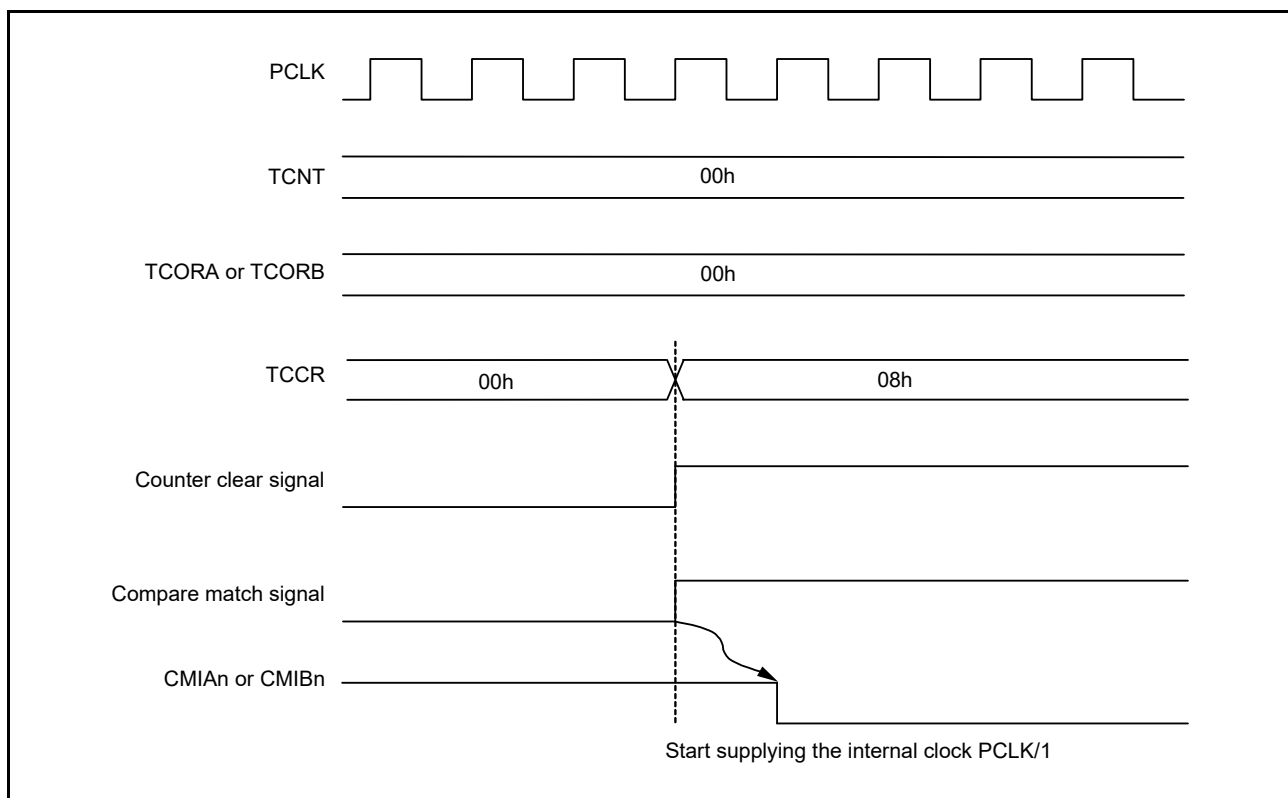 PCLK
TCNT
00h
TCORA or TCORB
00h
TCCR
00h
08h
Counter clear signal
Compare match signal
CMIAn or CMIBn
Start supplying the internal clock PCLK/1